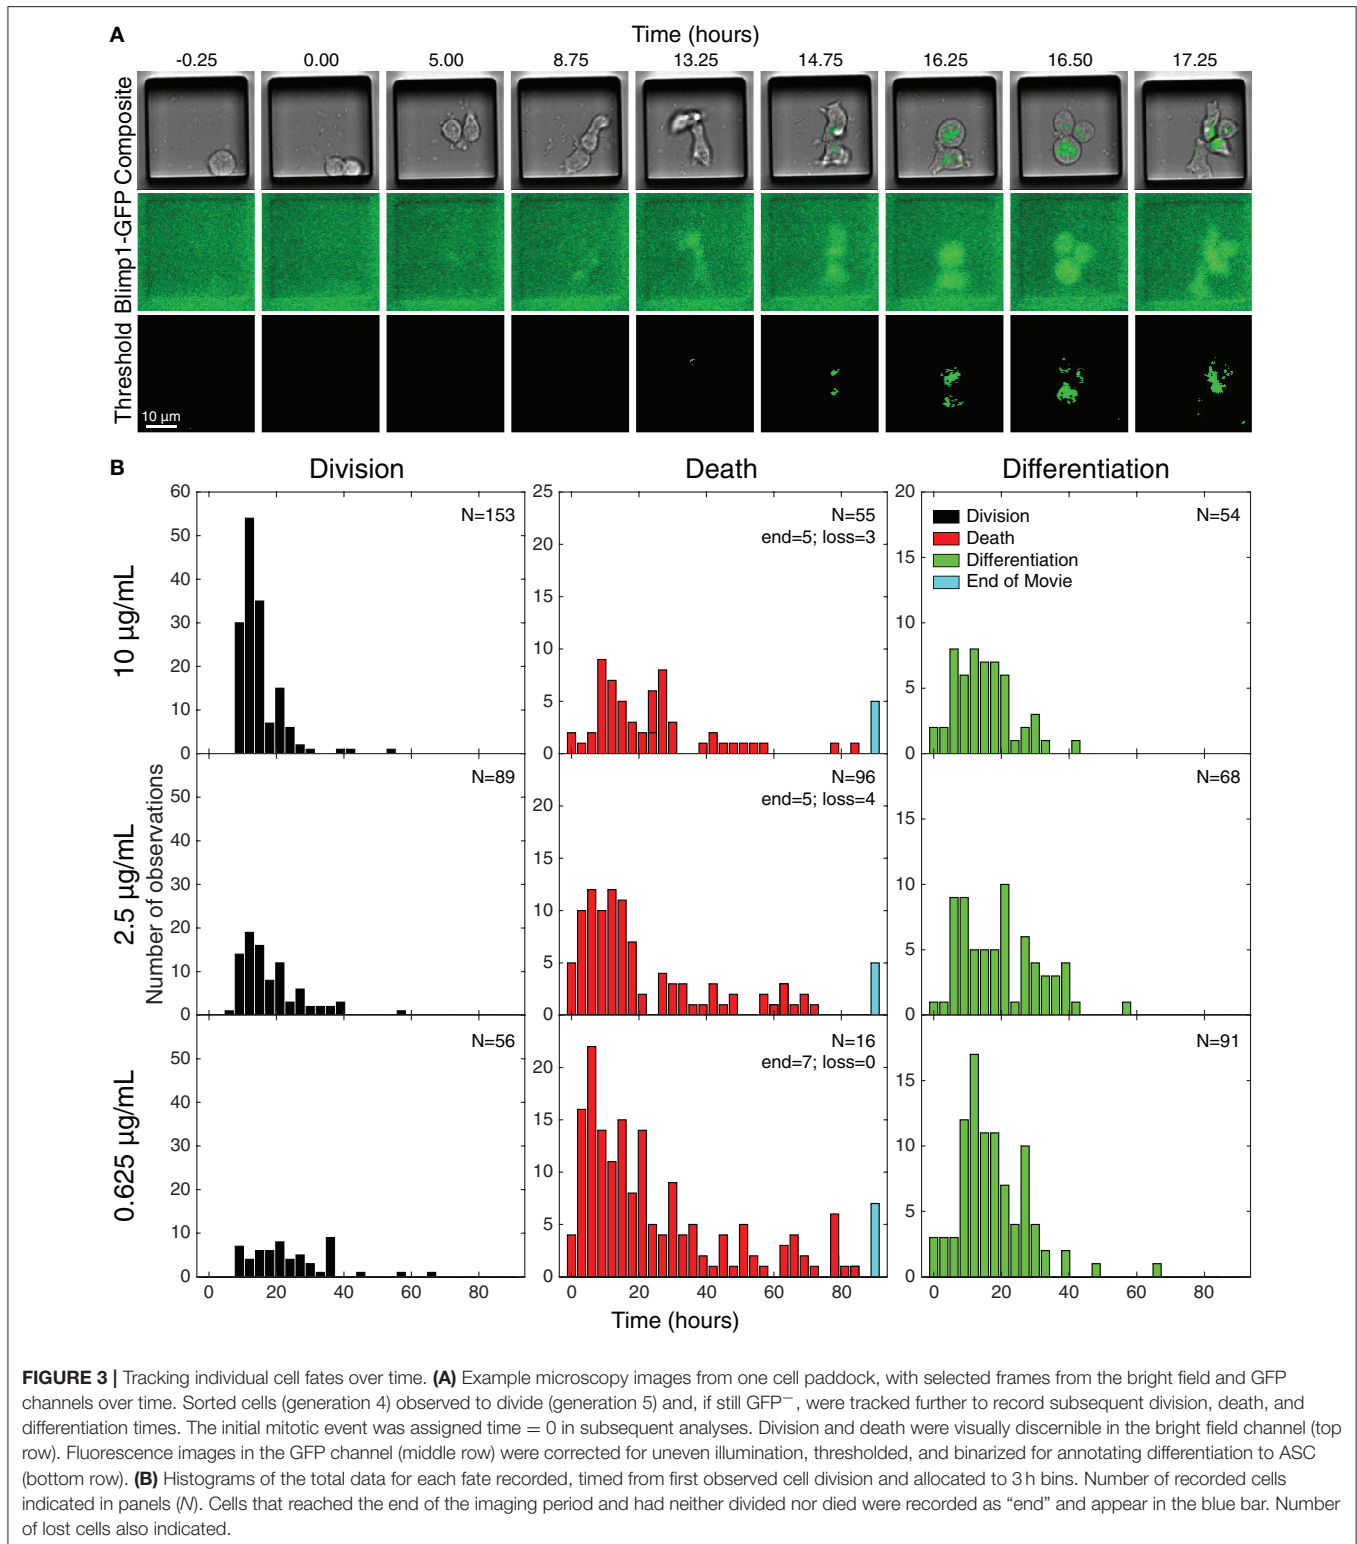 A
Time (hours)
-0.25 0.00 5.00 8.75 13.25 14.75 16.25 16.50 17.25
Composite
Blimp1-GFP
Threshold
10 µm
B
Division Death Differentiation
10 µg/mL
60
50
40
30
20
10
0
N=153
25
20
15
10
5
0
N=55
end=5; loss=3
20
15
10
5
0
Division
Death
Differentiation
End of Movie
N=54
2.5 µg/mL
Number of observations
50
40
30
20
10
0
N=89
20
15
10
5
0
N=96
end=5; loss=4
15
10
5
0
N=68
0.625 µg/mL
50
40
30
20
10
0
N=56
20
15
10
5
0
N=16
end=7; loss=0
15
10
5
0
N=91
0 20 40 60 80 0 20 40 60 80 0 20 40 60 80
Time (hours)
FIGURE 3 | Tracking individual cell fates over time. (A) Example microscopy images from one cell paddock, with selected frames from the bright field and GFP
channels over time. Sorted cells (generation 4) observed to divide (generation 5) and, if still GFP−, were tracked further to record subsequent division, death, and
differentiation times. The initial mitotic event was assigned time = 0 in subsequent analyses. Division and death were visually discernible in the bright field channel (top
row). Fluorescence images in the GFP channel (middle row) were corrected for uneven illumination, thresholded, and binarized for annotating differentiation to ASC
(bottom row). (B) Histograms of the total data for each fate recorded, timed from first observed cell division and allocated to 3 h bins. Number of recorded cells
indicated in panels (N). Cells that reached the end of the imaging period and had neither divided nor died were recorded as “end” and appear in the blue bar. Number
of lost cells also indicated.